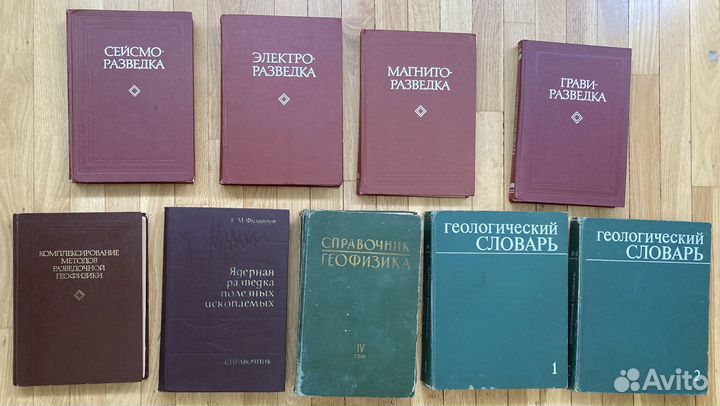 СЕЙСМО-
РАЗВЕДКА
ЭЛЕКТРО-
РАЗВЕДКА
МАГНИТО-
РАЗВЕДКА
ГРАВИ-
РАЗВЕДКА
КОМПЛЕКСИРОВАНИЕ
МЕТОДОВ
РАЗВЕДОЧНОЙ
ГЕОФИЗИКИ
Е. М. Филиппов
Ядерная
разведка
полезных
ископаемых
СПРАВОЧНИК
СПРАВОЧНИК
ГЕОФИЗИКА
IV
ТОМ
ГЕОЛОГИЧЕСКИЙ
СЛОВАРЬ
1
ГЕОЛОГИЧЕСКИЙ
СЛОВАРЬ
2
Avito